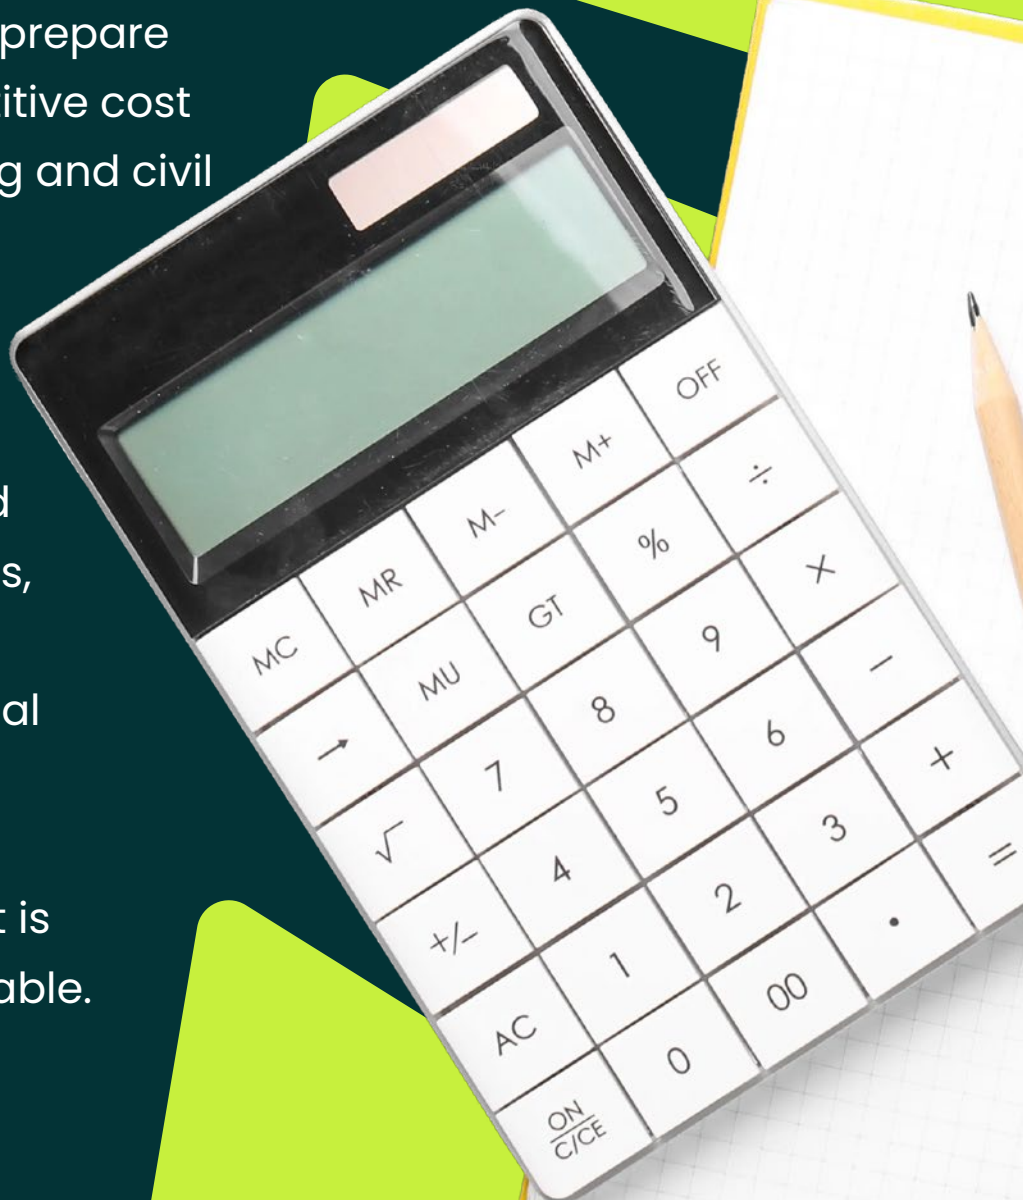 prepare
itive cost
g and civil
d
s,
al
t is
able.
OFF
M+
÷
M−
%
×
MR
GT
9
−
MC
MU
8
6
+
→
7
5
3
=
√
4
2
.
+/−
1
00
AC
0
ON
C/CE